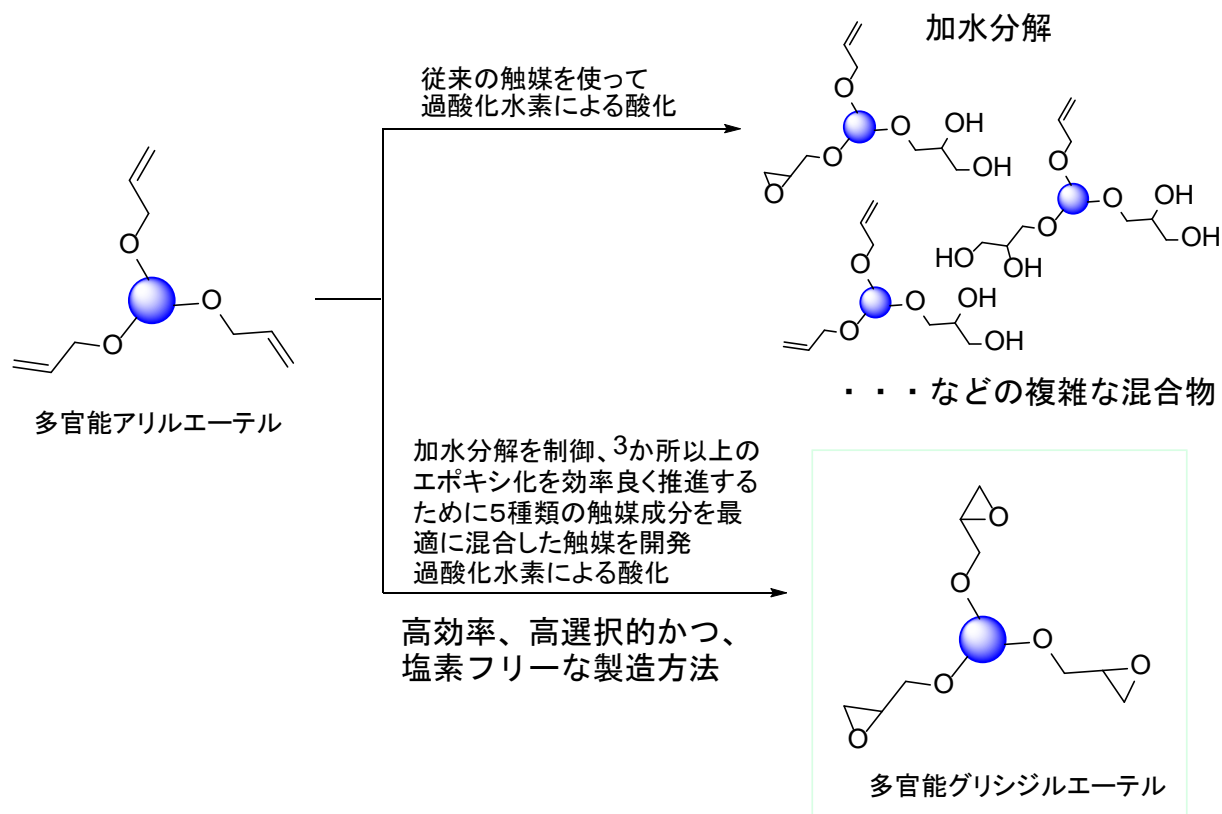 従来の触媒を使って
過酸化水素による酸化
加水分解
O
O
O
多官能アリルエーテル
O
O
O
O
OH
OH
O
O
O
OH
OH
HO
OH
O
O
O
OH
OH
・・・などの複雑な混合物
加水分解を制御、3か所以上の
エポキシ化を効率良く推進する
ために5種類の触媒成分を最
適に混合した触媒を開発
過酸化水素による酸化
高効率、高選択的かつ、
塩素フリーな製造方法
O
O
O
O
O
O
多官能グリシジルエーテル